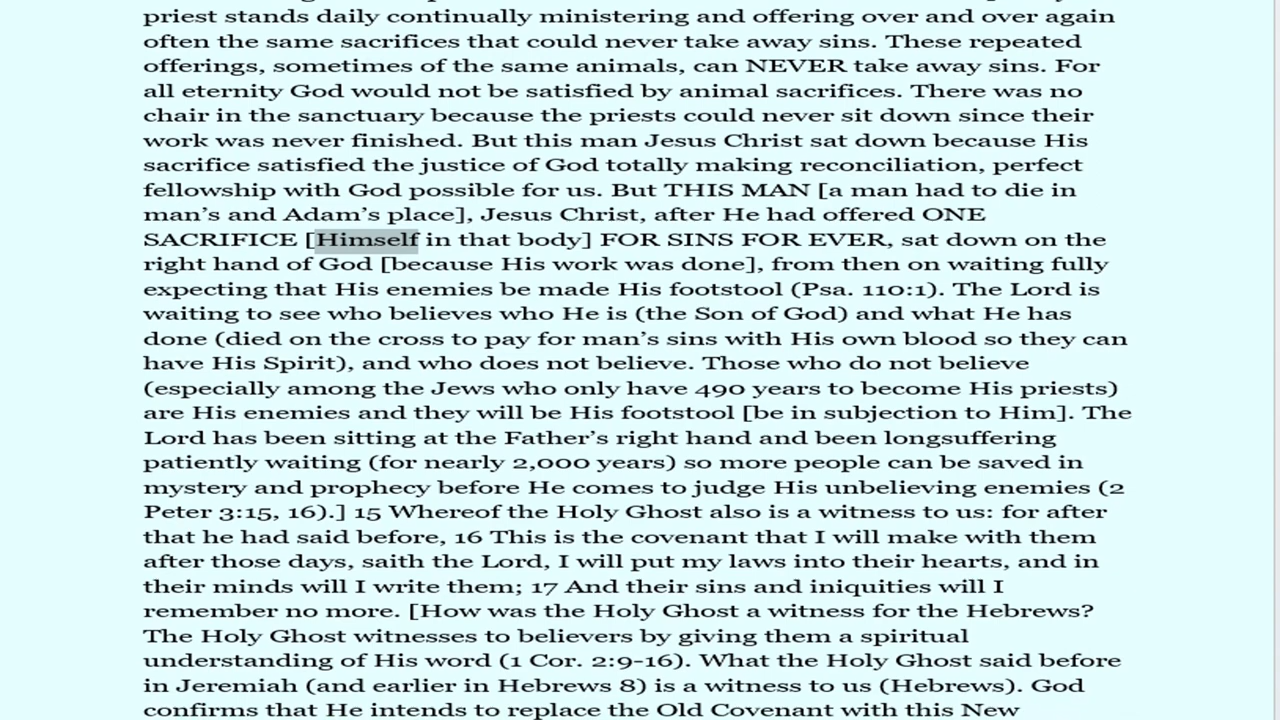 priest stands daily continually ministering and offering over and over again
often the same sacrifices that could never take away sins. These repeated
offerings, sometimes of the same animals, can NEVER take away sins. For
all eternity God would not be satisfied by animal sacrifices. There was no
chair in the sanctuary because the priests could never sit down since their
work was never finished. But this man Jesus Christ sat down because His
sacrifice satisfied the justice of God totally making reconciliation, perfect
fellowship with God possible for us. But THIS MAN [a man had to die in
man’s and Adam’s place], Jesus Christ, after He had offered ONE
SACRIFICE [Himself in that body] FOR SINS FOR EVER, sat down on the
right hand of God [because His work was done], from then on waiting fully
expecting that His enemies be made His footstool (Psa. 110:1). The Lord is
waiting to see who believes who He is (the Son of God) and what He has
done (died on the cross to pay for man’s sins with His own blood so they can
have His Spirit), and who does not believe. Those who do not believe
(especially among the Jews who only have 490 years to become His priests)
are His enemies and they will be His footstool [be in subjection to Him]. The
Lord has been sitting at the Father’s right hand and been longsuffering
patiently waiting (for nearly 2,000 years) so more people can be saved in
mystery and prophecy before He comes to judge His unbelieving enemies (2
Peter 3:15, 16).] 15 Whereof the Holy Ghost also is a witness to us: for after
that he had said before, 16 This is the covenant that I will make with them
after those days, saith the Lord, I will put my laws into their hearts, and in
their minds will I write them; 17 And their sins and iniquities will I
remember no more. [How was the Holy Ghost a witness for the Hebrews?
The Holy Ghost witnesses to believers by giving them a spiritual
understanding of His word (1 Cor. 2:9-16). What the Holy Ghost said before
in Jeremiah (and earlier in Hebrews 8) is a witness to us (Hebrews). God
confirms that He intends to replace the Old Covenant with this New